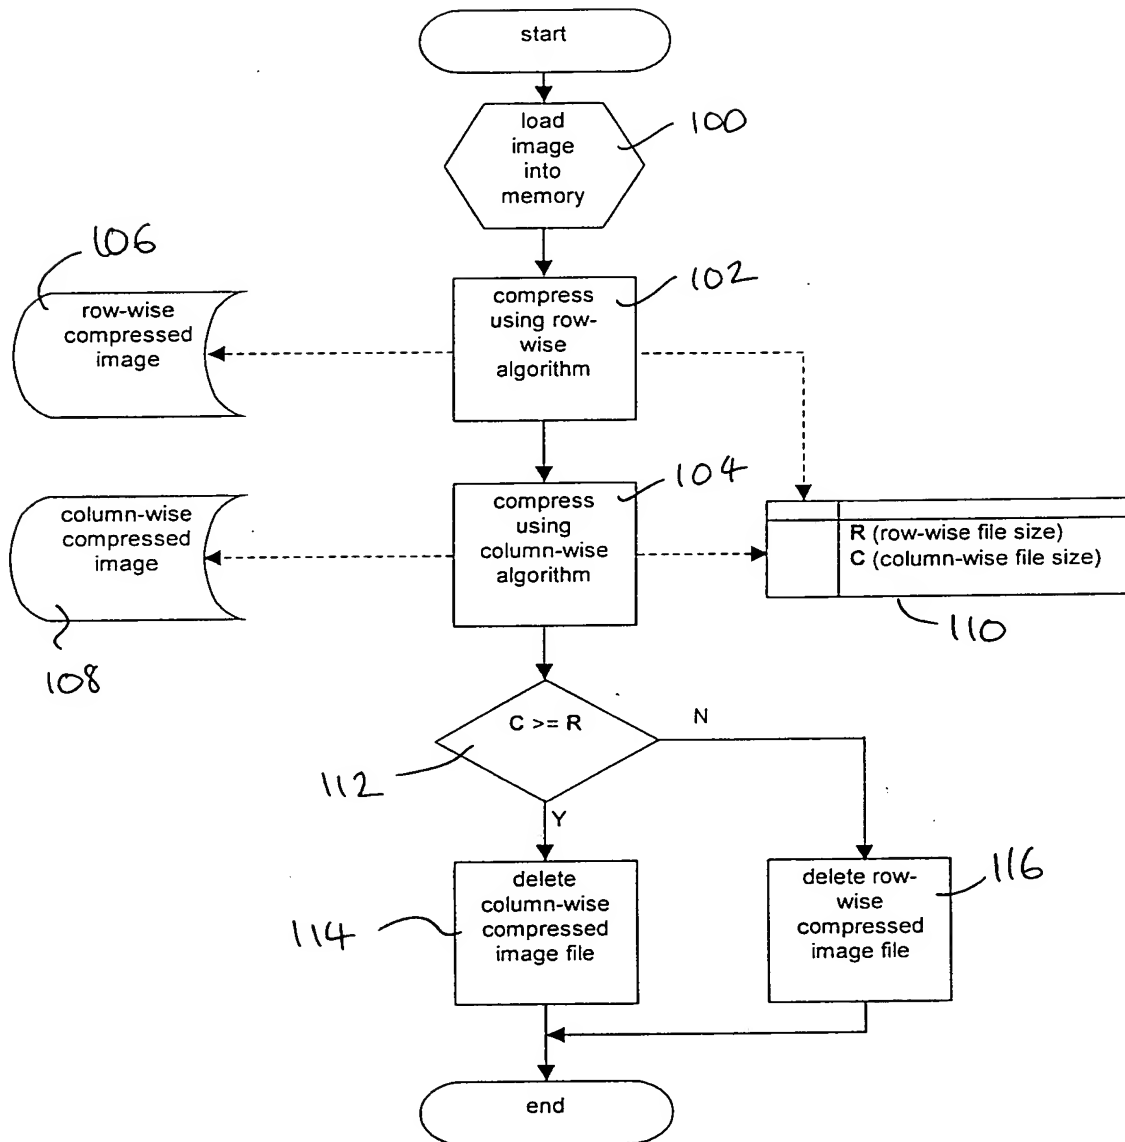 start
load
image
into
memory
100
106
row-wise
compressed
image
compress
using row-
wise
algorithm
102
column-wise
compressed
image
108
compress
using
column-wise
algorithm
104
R (row-wise file size)
C (column-wise file size)
110
C >= R
112
N
Y
delete
column-wise
compressed
image file
114
delete row-
wise
compressed
image file
116
end